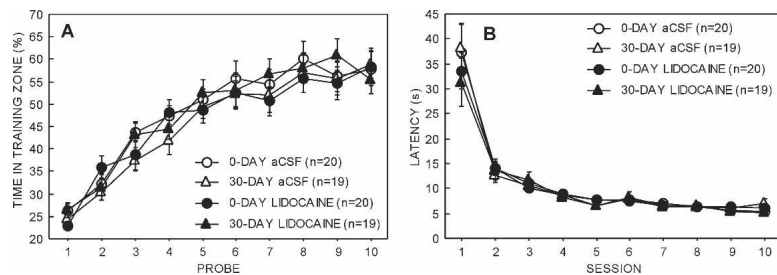 A
TIME IN TRAINING ZONE (%)
65
60
55
50
45
40
35
30
25
20
0-DAY aCSF (n=20)
30-DAY aCSF (n=19)
0-DAY LIDOCAINE (n=20)
30-DAY LIDOCAINE (n=19)
1 2 3 4 5 6 7 8 9 10
PROBE
B
LATENCY (s)
45
40
35
30
25
20
15
10
5
0
0-DAY aCSF (n=20)
30-DAY aCSF (n=19)
0-DAY LIDOCAINE (n=20)
30-DAY LIDOCAINE (n=19)
1 2 3 4 5 6 7 8 9 10
SESSION